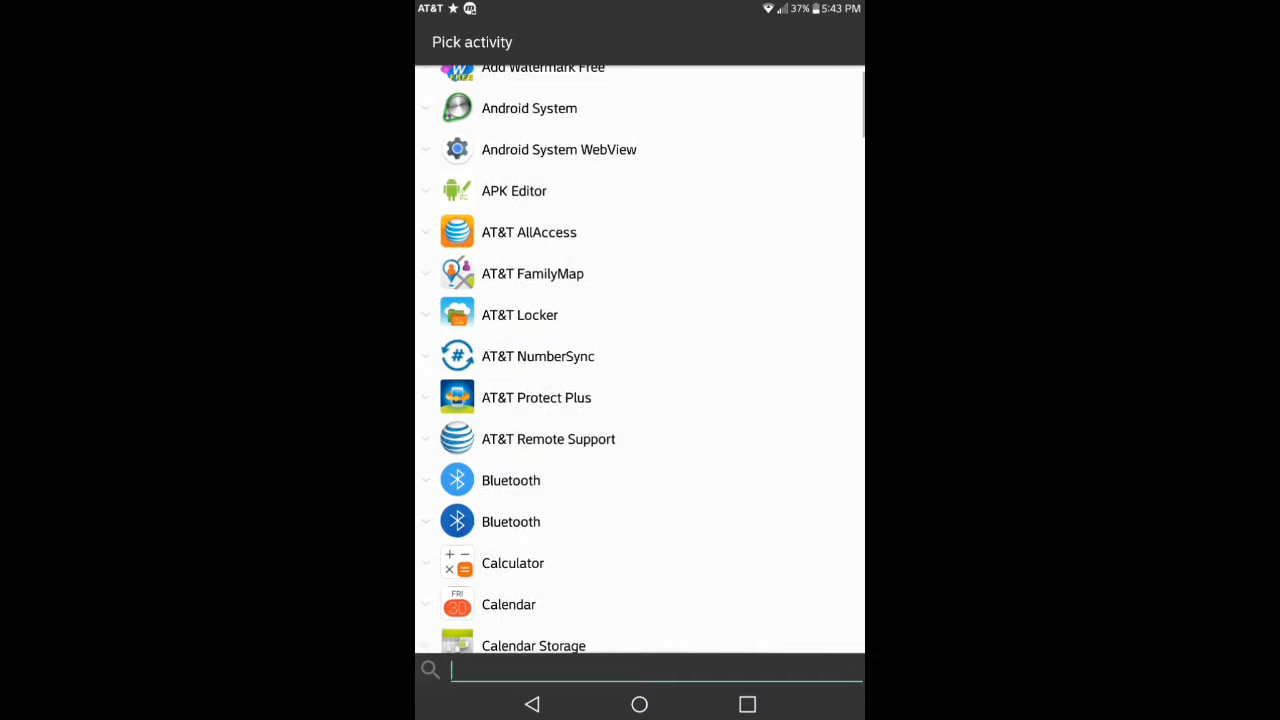 AT&T 37% 5:43 PM
Pick activity
Add Watermark Free
Android System
Android System WebView
APK Editor
AT&T AllAccess
AT&T FamilyMap
AT&T Locker
AT&T NumberSync
AT&T Protect Plus
AT&T Remote Support
Bluetooth
Bluetooth
Calculator
FRI
30
Calendar
Calendar Storage